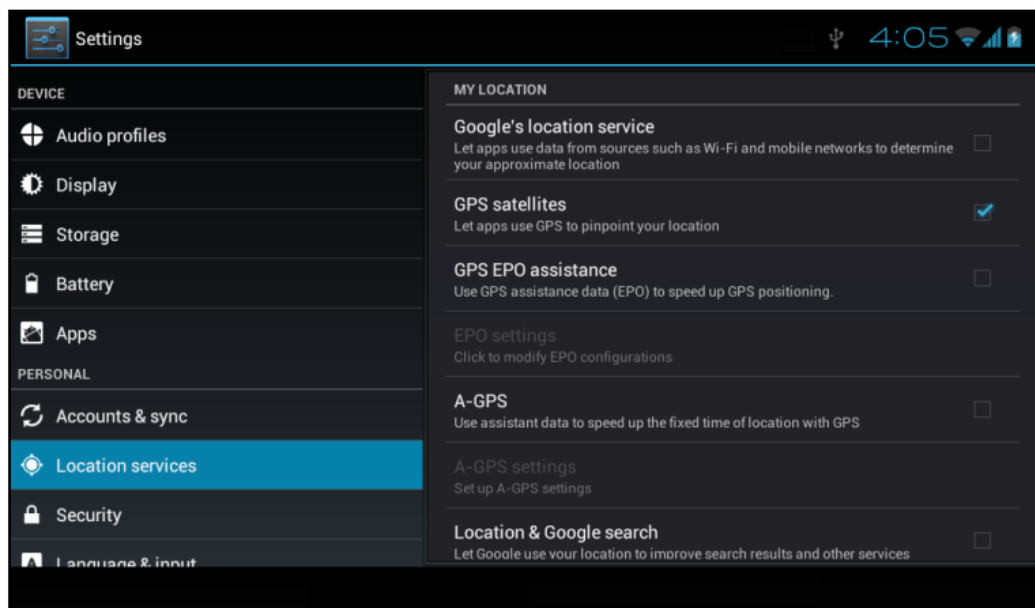 Settings
4:05
DEVICE
Audio profiles
Display
Storage
Battery
Apps
PERSONAL
Accounts & sync
Location services
Security
Language & input
MY LOCATION
Google's location service
Let apps use data from sources such as Wi-Fi and mobile networks to determine
your approximate location
GPS satellites
Let apps use GPS to pinpoint your location
GPS EPO assistance
Use GPS assistance data (EPO) to speed up GPS positioning.
EPO settings
Click to modify EPO configurations
A-GPS
Use assistant data to speed up the fixed time of location with GPS
A-GPS settings
Set up A-GPS settings
Location & Google search
Let Google use your location to improve search results and other services